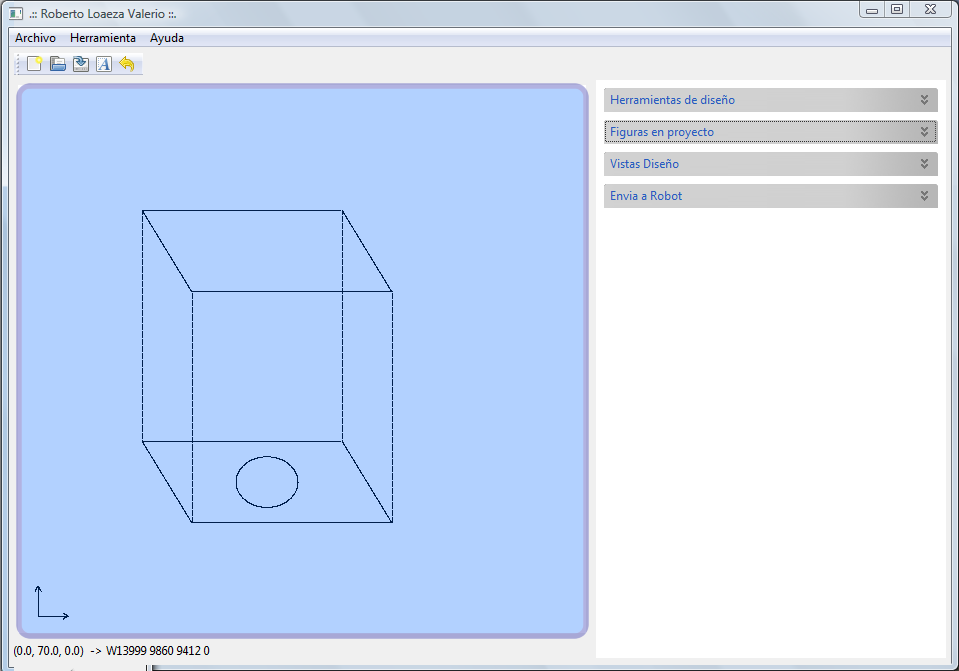 .:: Roberto Loaeza Valerio ::.
Archivo Herramienta Ayuda
A
Herramientas de diseño
Figuras en proyecto
Vistas Diseño
Envia a Robot
(0.0, 70.0, 0.0) -> W13999 9860 9412 0